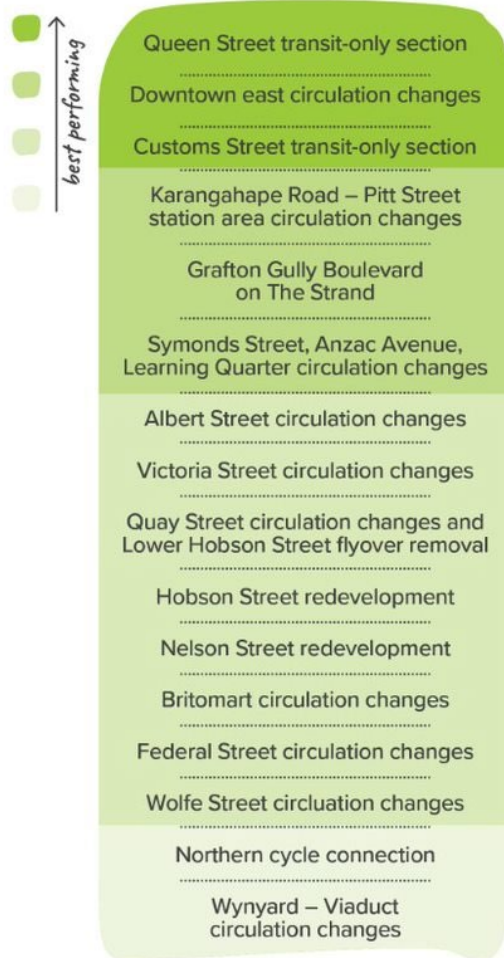 best performing
Queen Street transit-only section
Downtown east circulation changes
Customs Street transit-only section
Karangahape Road – Pitt Street
station area circulation changes
Grafton Gully Boulevard
on The Strand
Symonds Street, Anzac Avenue,
Learning Quarter circulation changes
Albert Street circulation changes
Victoria Street circulation changes
Quay Street circulation changes and
Lower Hobson Street flyover removal
Hobson Street redevelopment
Nelson Street redevelopment
Britomart circulation changes
Federal Street circulation changes
Wolfe Street circluation changes
Northern cycle connection
Wynyard – Viaduct
circulation changes